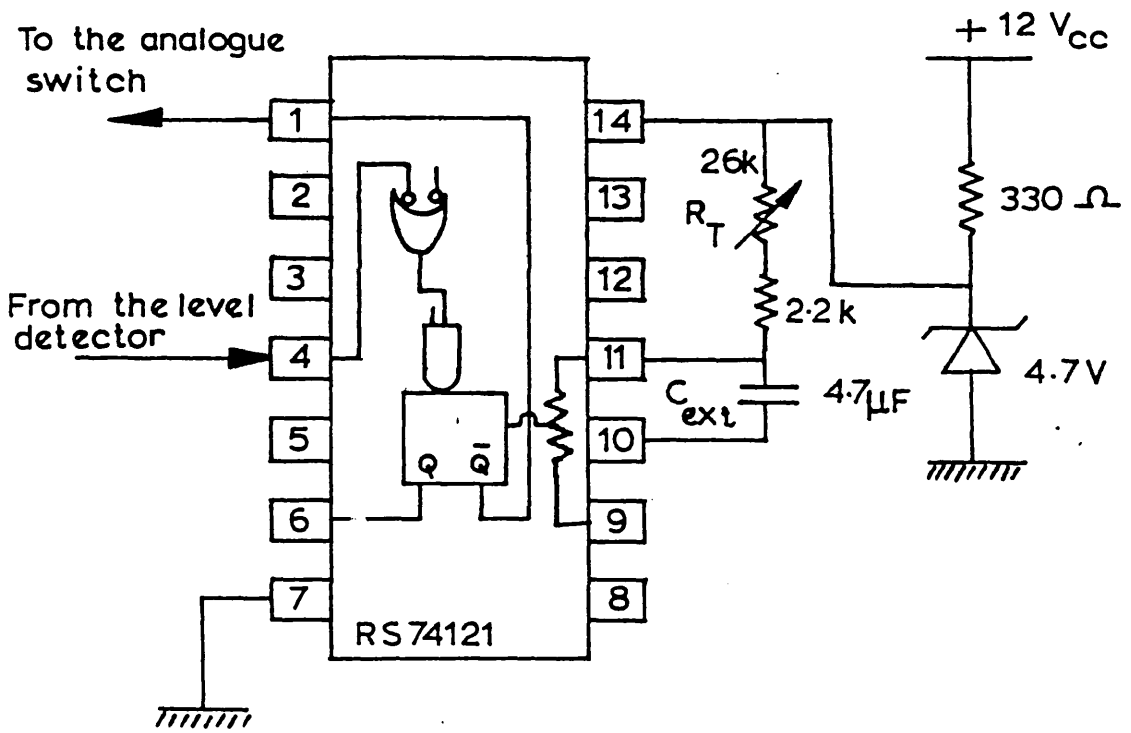 To the analogue
switch
+ 12 Vcc
1
14
26k
2
13
330 Ω
RT
3
12
From the level
detector
2·2k
4
11
4·7V
Cext
4·7μF
5
10
Q
Q̄
6
9
7
8
RS74121